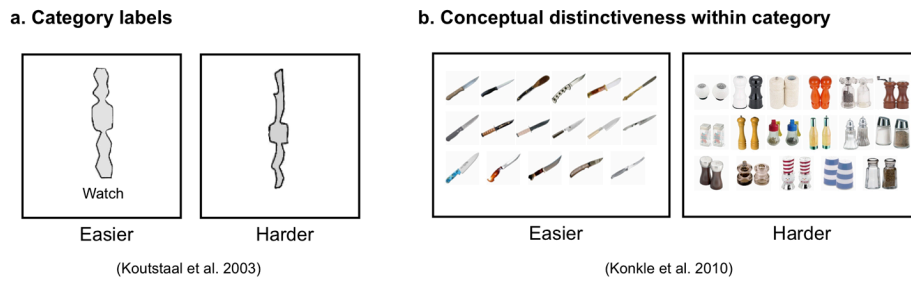 a. Category labels
b. Conceptual distinctiveness within category
Watch
Easier
Harder
Easier
Harder
(Koutstaal et al. 2003)
(Konkle et al. 2010)